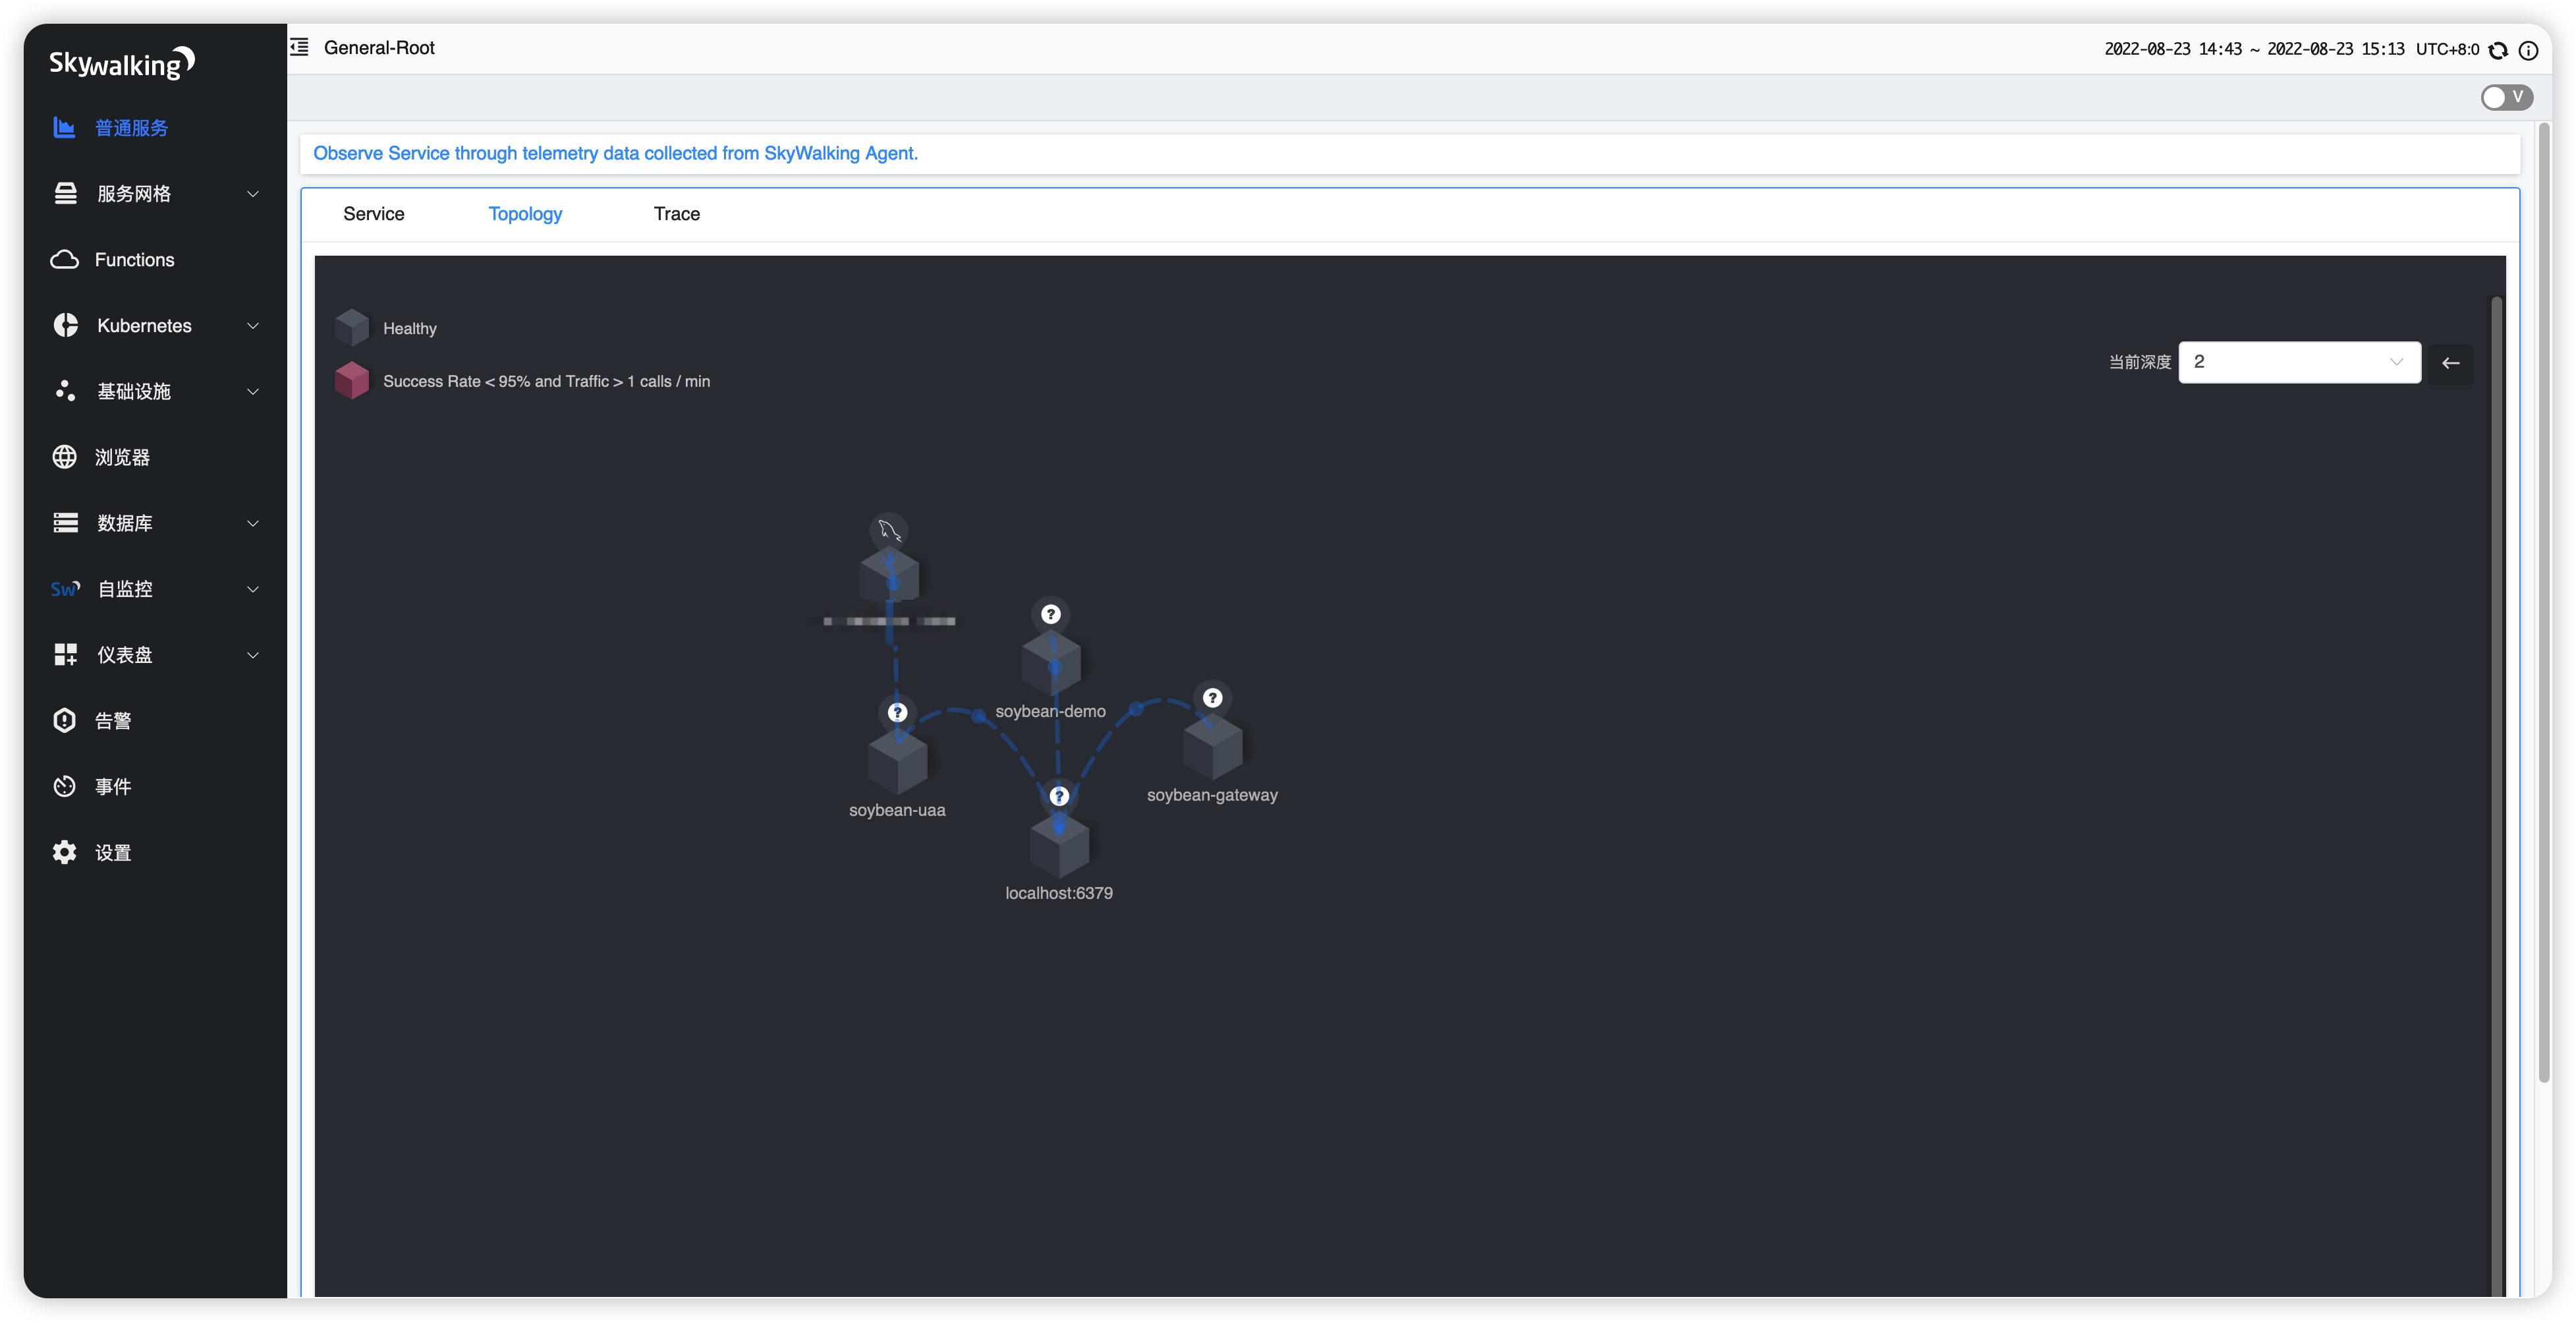 Skywalking
General-Root
2022-08-23 14:43 ~ 2022-08-23 15:13 UTC+8:0
V
普通服务
服务网格
Functions
Kubernetes
基础设施
浏览器
数据库
Sw 自监控
仪表盘
告警
事件
设置
Observe Service through telemetry data collected from SkyWalking Agent.
Service Topology Trace
Healthy
Success Rate < 95% and Traffic > 1 calls / min
当前深度 2
?
soybean-demo
?
soybean-gateway
?
soybean-uaa
?
localhost:6379